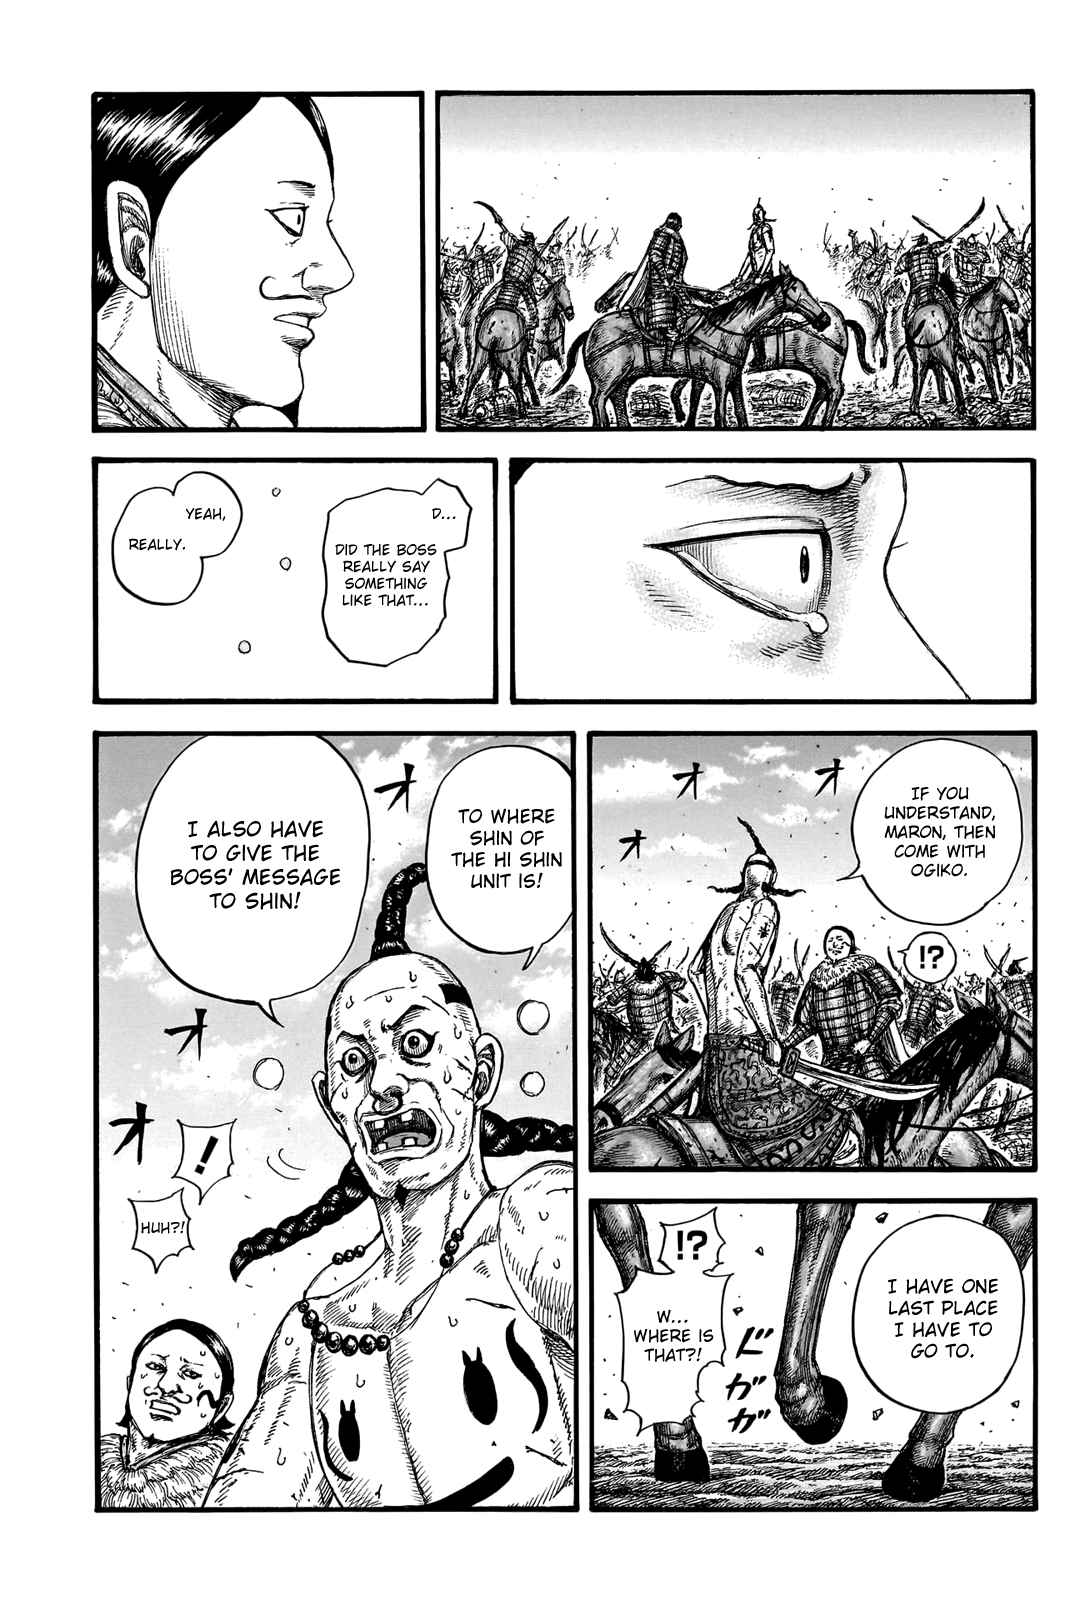 D...
DID THE BOSS
REALLY SAY
SOMETHING
LIKE THAT...
YEAH,
REALLY.
IF YOU
UNDERSTAND,
MARON, THEN
COME WITH
OGIKO.
!?
オ
オ
オ
I HAVE ONE
LAST PLACE
I HAVE TO
GO TO.
!?
W...
WHERE IS
THAT?!
ドガガ
TO WHERE
SHIN OF
THE HI SHIN
UNIT IS!
I ALSO HAVE
TO GIVE THE
BOSS' MESSAGE
TO SHIN!
オ
オ
オ
!
HUH?!